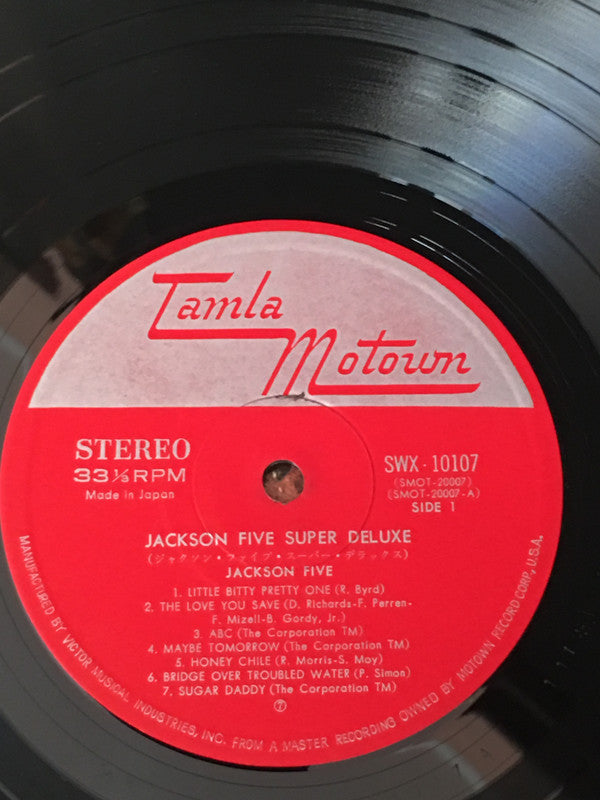 Tamla
Motown
STEREO
33 1/3 RPM
Made in Japan
SWX - 10107
(SMOT-20007)
(SMOT-20007-A)
SIDE 1
JACKSON FIVE SUPER DELUXE
(ジャクソン・ファイブ・スーパー・デラックス)
JACKSON FIVE
1. LITTLE BITTY PRETTY ONE (R. Byrd)
2. THE LOVE YOU SAVE (D. Richards-F. Perren-
F. Mizell-B. Gordy, Jr.)
3. ABC (The Corporation TM)
4. MAYBE TOMORROW (The Corporation TM)
5. HONEY CHILE (R. Morris-S. Moy)
6. BRIDGE OVER TROUBLED WATER (P. Simon)
7. SUGAR DADDY (The Corporation TM)
⑦
MANUFACTURED BY VICTOR MUSICAL INDUSTRIES, INC. FROM A MASTER RECORDING OWNED BY MOTOWN RECORD CORP., U.S.A.